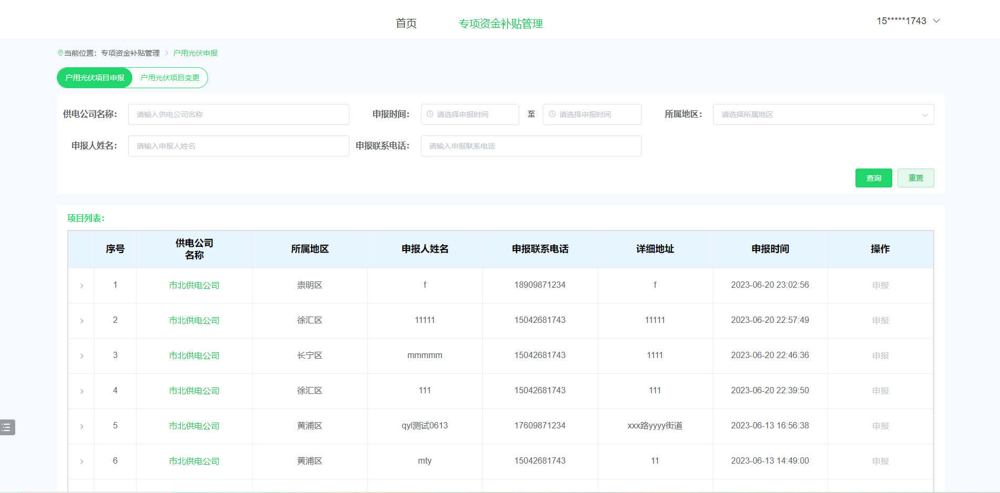 首页 专项资金补贴管理 15*****1743
当前位置：专项资金补贴管理 > 户用光伏申报
户用光伏项目申报 户用光伏项目变更
供电公司名称： 请输入供电公司名称 申报时间： 请选择申报时间 至 请选择申报时间 所属地区： 请选择所属地区
申报人姓名： 请输入申报人姓名 申报联系电话： 请输入申报联系电话
查询 重置
项目列表：
序号 供电公司名称 所属地区 申报人姓名 申报联系电话 详细地址 申报时间 操作
1 市北供电公司 崇明区 f 18909871234 f 2023-06-20 23:02:56 申报
2 市北供电公司 徐汇区 11111 15042681743 11111 2023-06-20 22:57:49 申报
3 市北供电公司 长宁区 mmmmm 15042681743 1111 2023-06-20 22:46:36 申报
4 市北供电公司 徐汇区 111 15042681743 111 2023-06-20 22:39:50 申报
5 市北供电公司 黄浦区 qyl测试0613 17609871234 xxx路yyyy街道 2023-06-13 16:56:38 申报
6 市北供电公司 黄浦区 mty 15042681743 11 2023-06-13 14:49:00 申报